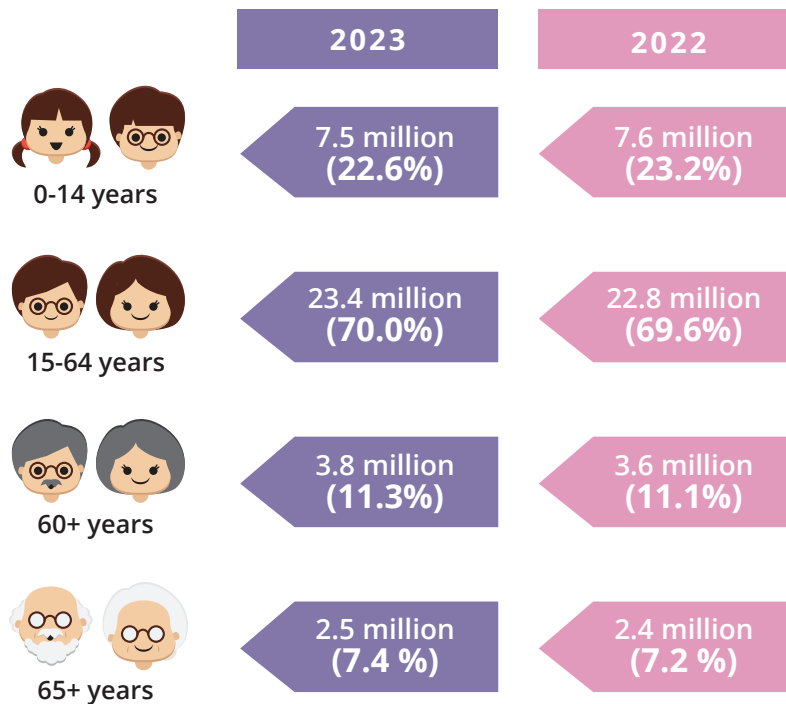 2023
2022
7.5 million
(22.6%)
7.6 million
(23.2%)
0-14 years
23.4 million
(70.0%)
22.8 million
(69.6%)
15-64 years
3.8 million
(11.3%)
3.6 million
(11.1%)
60+ years
2.5 million
(7.4 %)
2.4 million
(7.2 %)
65+ years